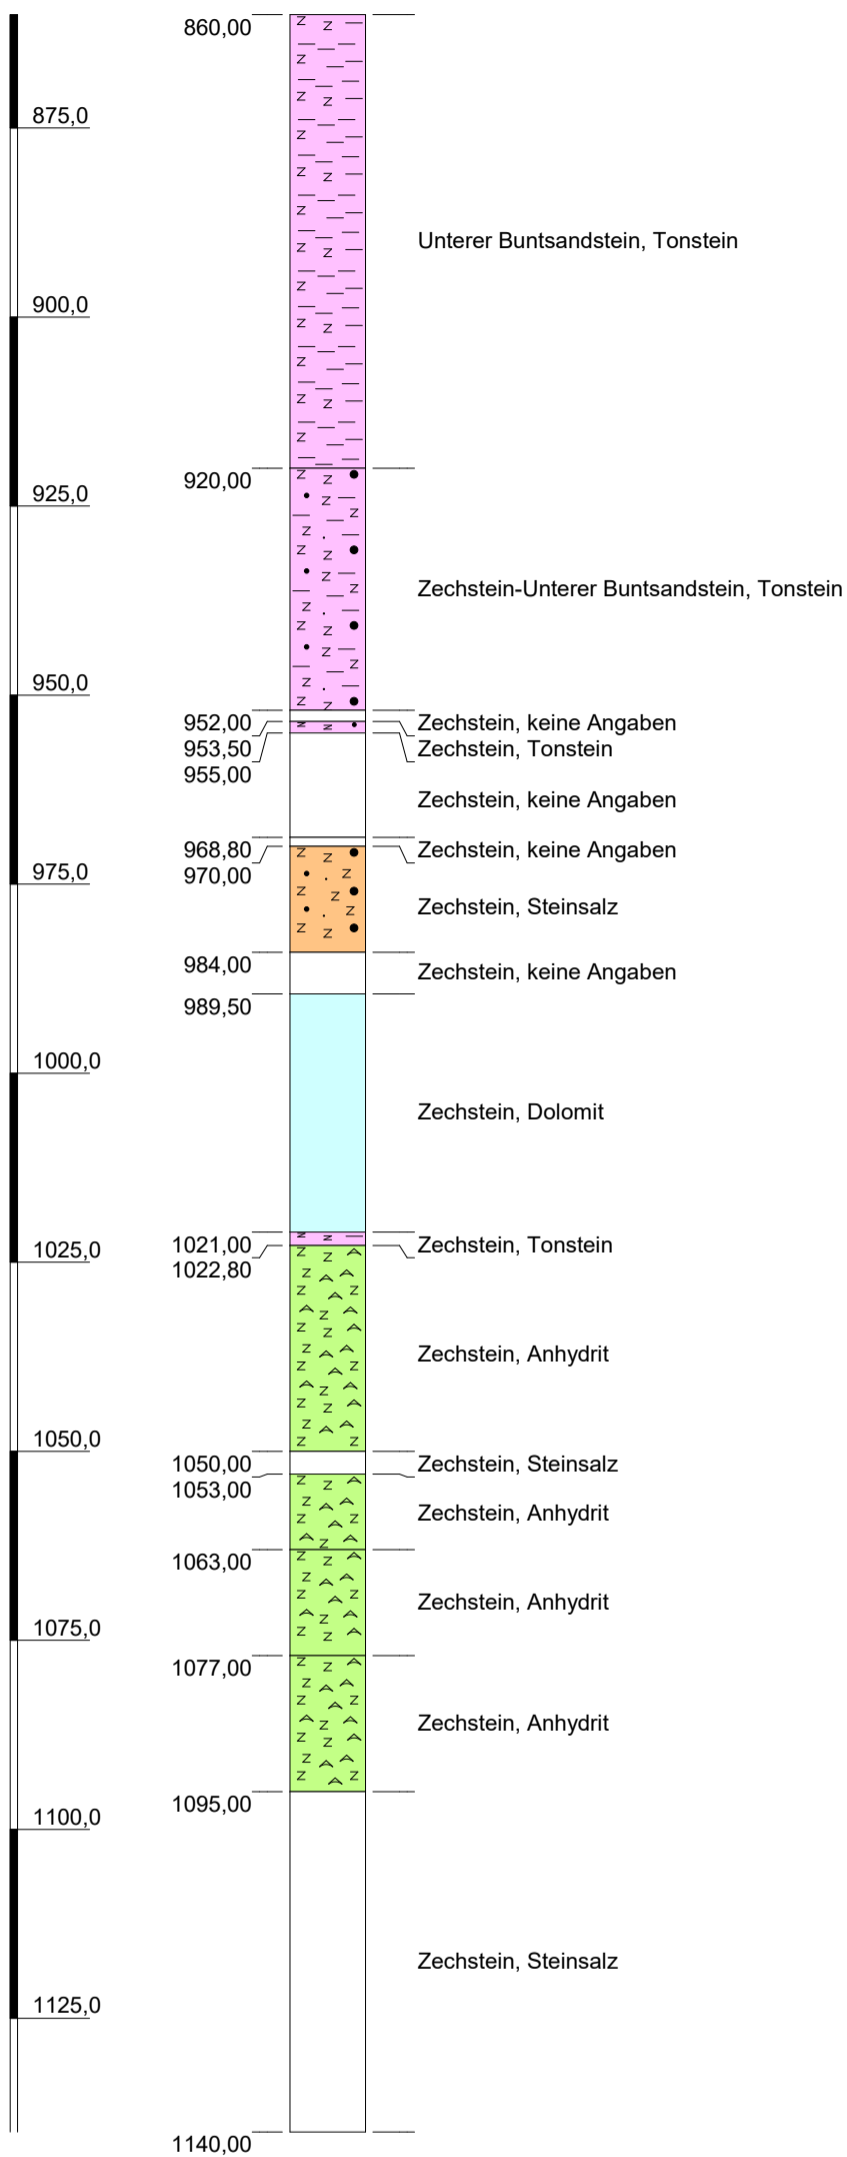 860,00
875,0
Unterer Buntsandstein, Tonstein
900,0
920,00
925,0
Zechstein-Unterer Buntsandstein, Tonstein
950,0
952,00 Zechstein, keine Angaben
953,50 Zechstein, Tonstein
955,00
Zechstein, keine Angaben
968,80 Zechstein, keine Angaben
975,0
970,00
Zechstein, Steinsalz
984,00
Zechstein, keine Angaben
989,50
1000,0
Zechstein, Dolomit
1021,00 Zechstein, Tonstein
1025,0
1022,80
Zechstein, Anhydrit
1050,0
1050,00 Zechstein, Steinsalz
1053,00
Zechstein, Anhydrit
1063,00
Zechstein, Anhydrit
1075,0
1077,00
Zechstein, Anhydrit
1095,00
1100,0
Zechstein, Steinsalz
1125,0
1140,00